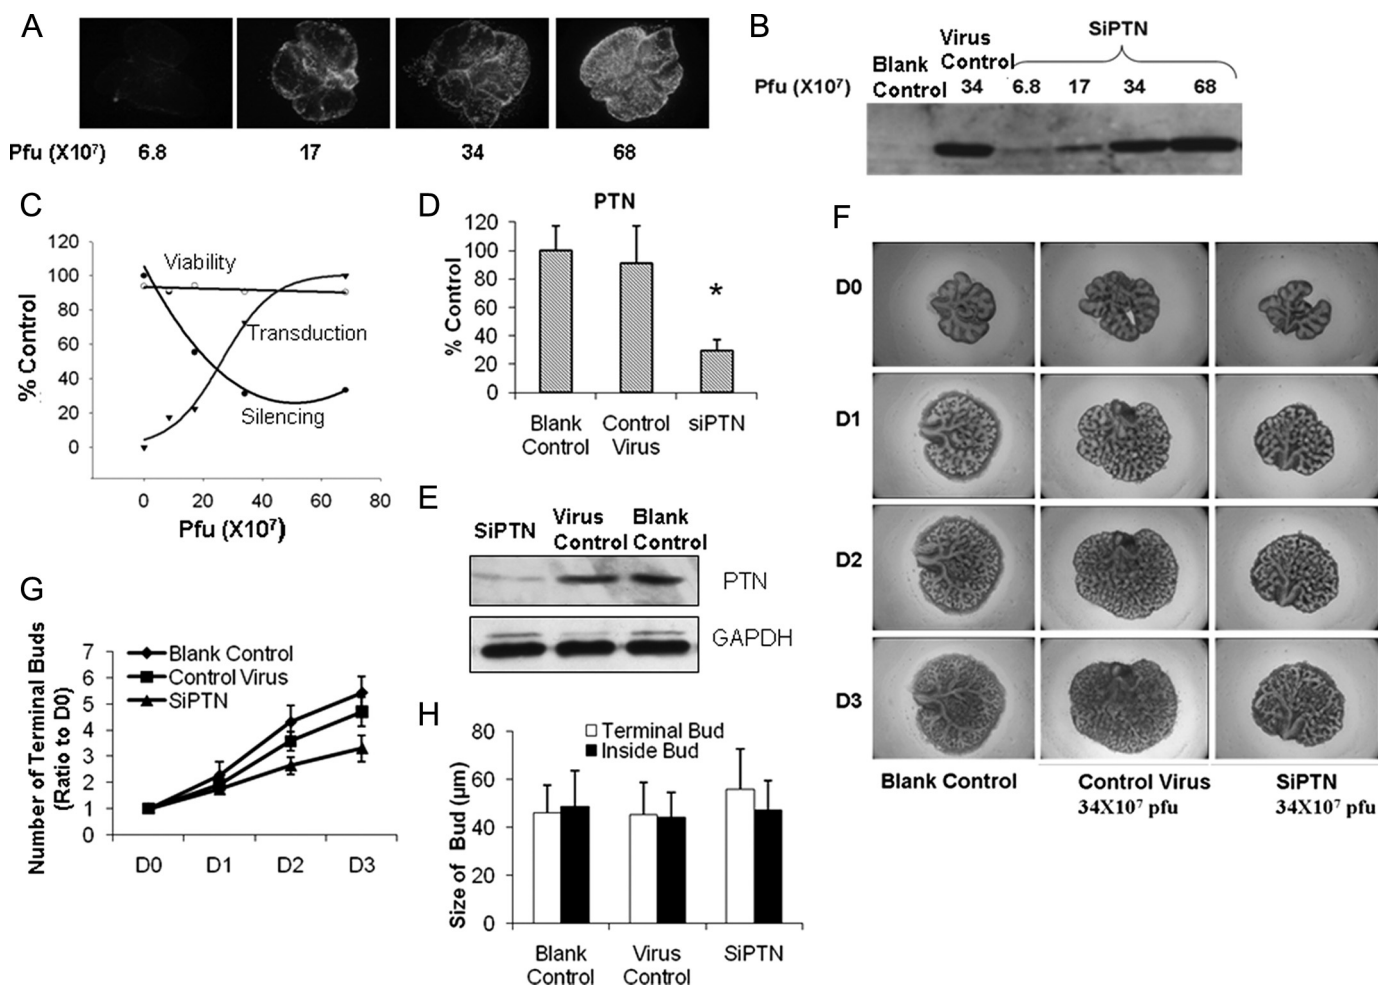 A
Pfu (X10⁷) 6.8 17 34 68
B
SiPTN
Virus Control
Blank Control
Pfu (X10⁷) 34 6.8 17 34 68
C
120
100
80
60
40
20
0
% Control
Viability
Transduction
Silencing
0 20 40 60 80
Pfu (X10⁷)
D
PTN
120
100
80
60
40
20
0
% Control
*
Blank Control
Control Virus
siPTN
E
SiPTN
Virus Control
Blank Control
PTN
GAPDH
F
D0
D1
D2
D3
Blank Control
Control Virus
34X10⁷ pfu
SiPTN
34X10⁷ pfu
G
Number of Terminal Buds
(Ratio to D0)
7
6
5
4
3
2
1
0
Blank Control
Control Virus
SiPTN
D0 D1 D2 D3
H
Size of Bud (µm)
80
60
40
20
0
Terminal Bud
Inside Bud
Blank Control
Virus Control
SiPTN